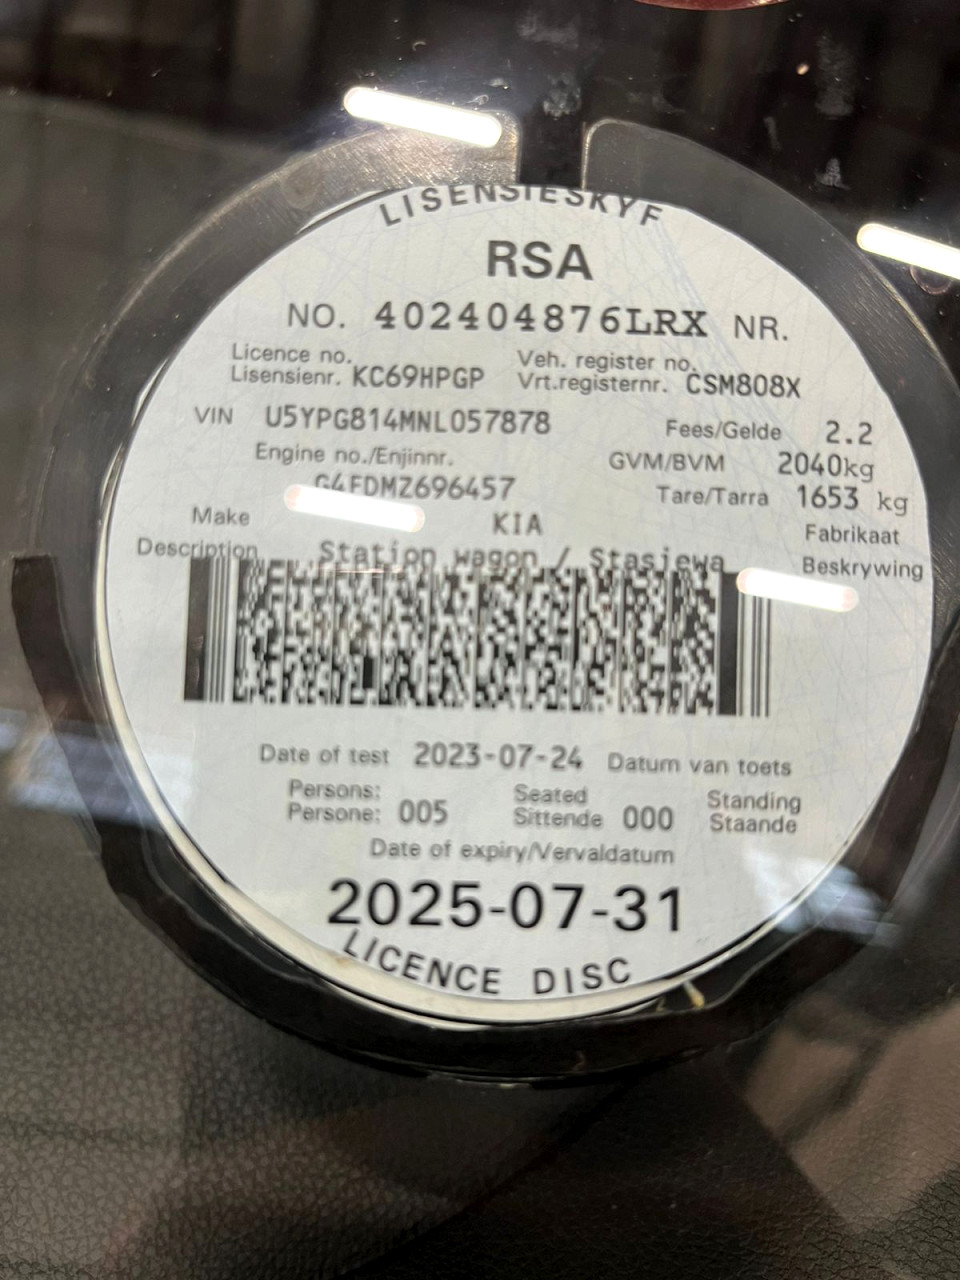 LISENSIESKYF
RSA
NO. 402404876LRX NR.
Licence no. Veh. register no.
Lisensienr. KC69HPGP Vrt.registernr. CSM808X
VIN U5YPG814MNL057878 Fees/Gelde 2.2
Engine no./Enjinnr. GVM/BVM 2040kg
G4FDMZ696457 Tare/Tarra 1653 kg
Make KIA Fabrikaat
Description Station wagon / Stasiewa Beskrywing
Date of test 2023-07-24 Datum van toets
Persons: Seated Standing
Persone: 005 Sittende 000 Staande
Date of expiry/Vervaldatum
2025-07-31
LICENCE DISC